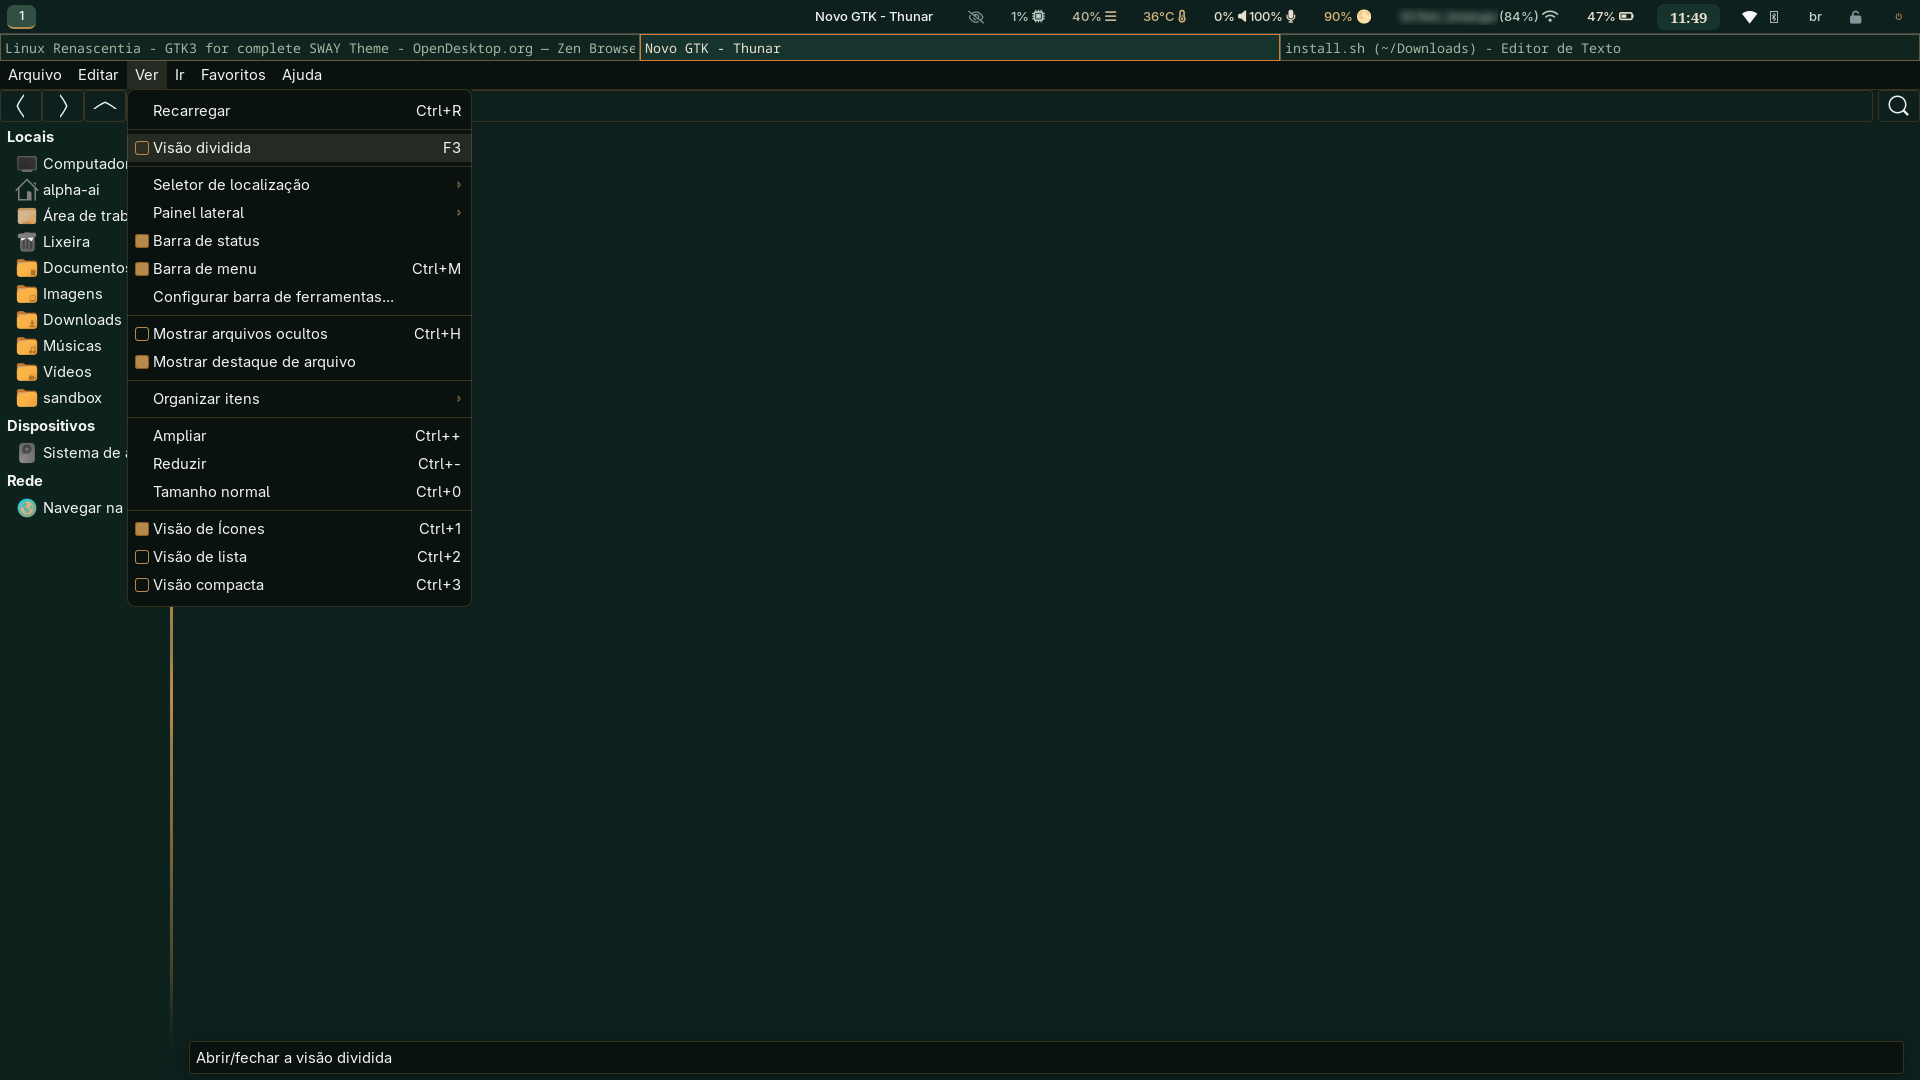 1
Novo GTK - Thunar
1%
40%
36°C
0%
100%
90%
(84%)
47%
11:49
br
Linux Renascentia - GTK3 for complete SWAY Theme - OpenDesktop.org — Zen Browse
Novo GTK - Thunar
install.sh (~/Downloads) - Editor de Texto
Arquivo Editar Ver Ir Favoritos Ajuda
Recarregar Ctrl+R
Visão dividida F3
Seletor de localização
Painel lateral
Barra de status
Barra de menu Ctrl+M
Configurar barra de ferramentas...
Mostrar arquivos ocultos Ctrl+H
Mostrar destaque de arquivo
Organizar itens
Ampliar Ctrl++
Reduzir Ctrl+-
Tamanho normal Ctrl+0
Visão de Ícones Ctrl+1
Visão de lista Ctrl+2
Visão compacta Ctrl+3
Locais
Computador
alpha-ai
Área de trab
Lixeira
Documentos
Imagens
Downloads
Músicas
Vídeos
sandbox
Dispositivos
Sistema de a
Rede
Navegar na
Abrir/fechar a visão dividida